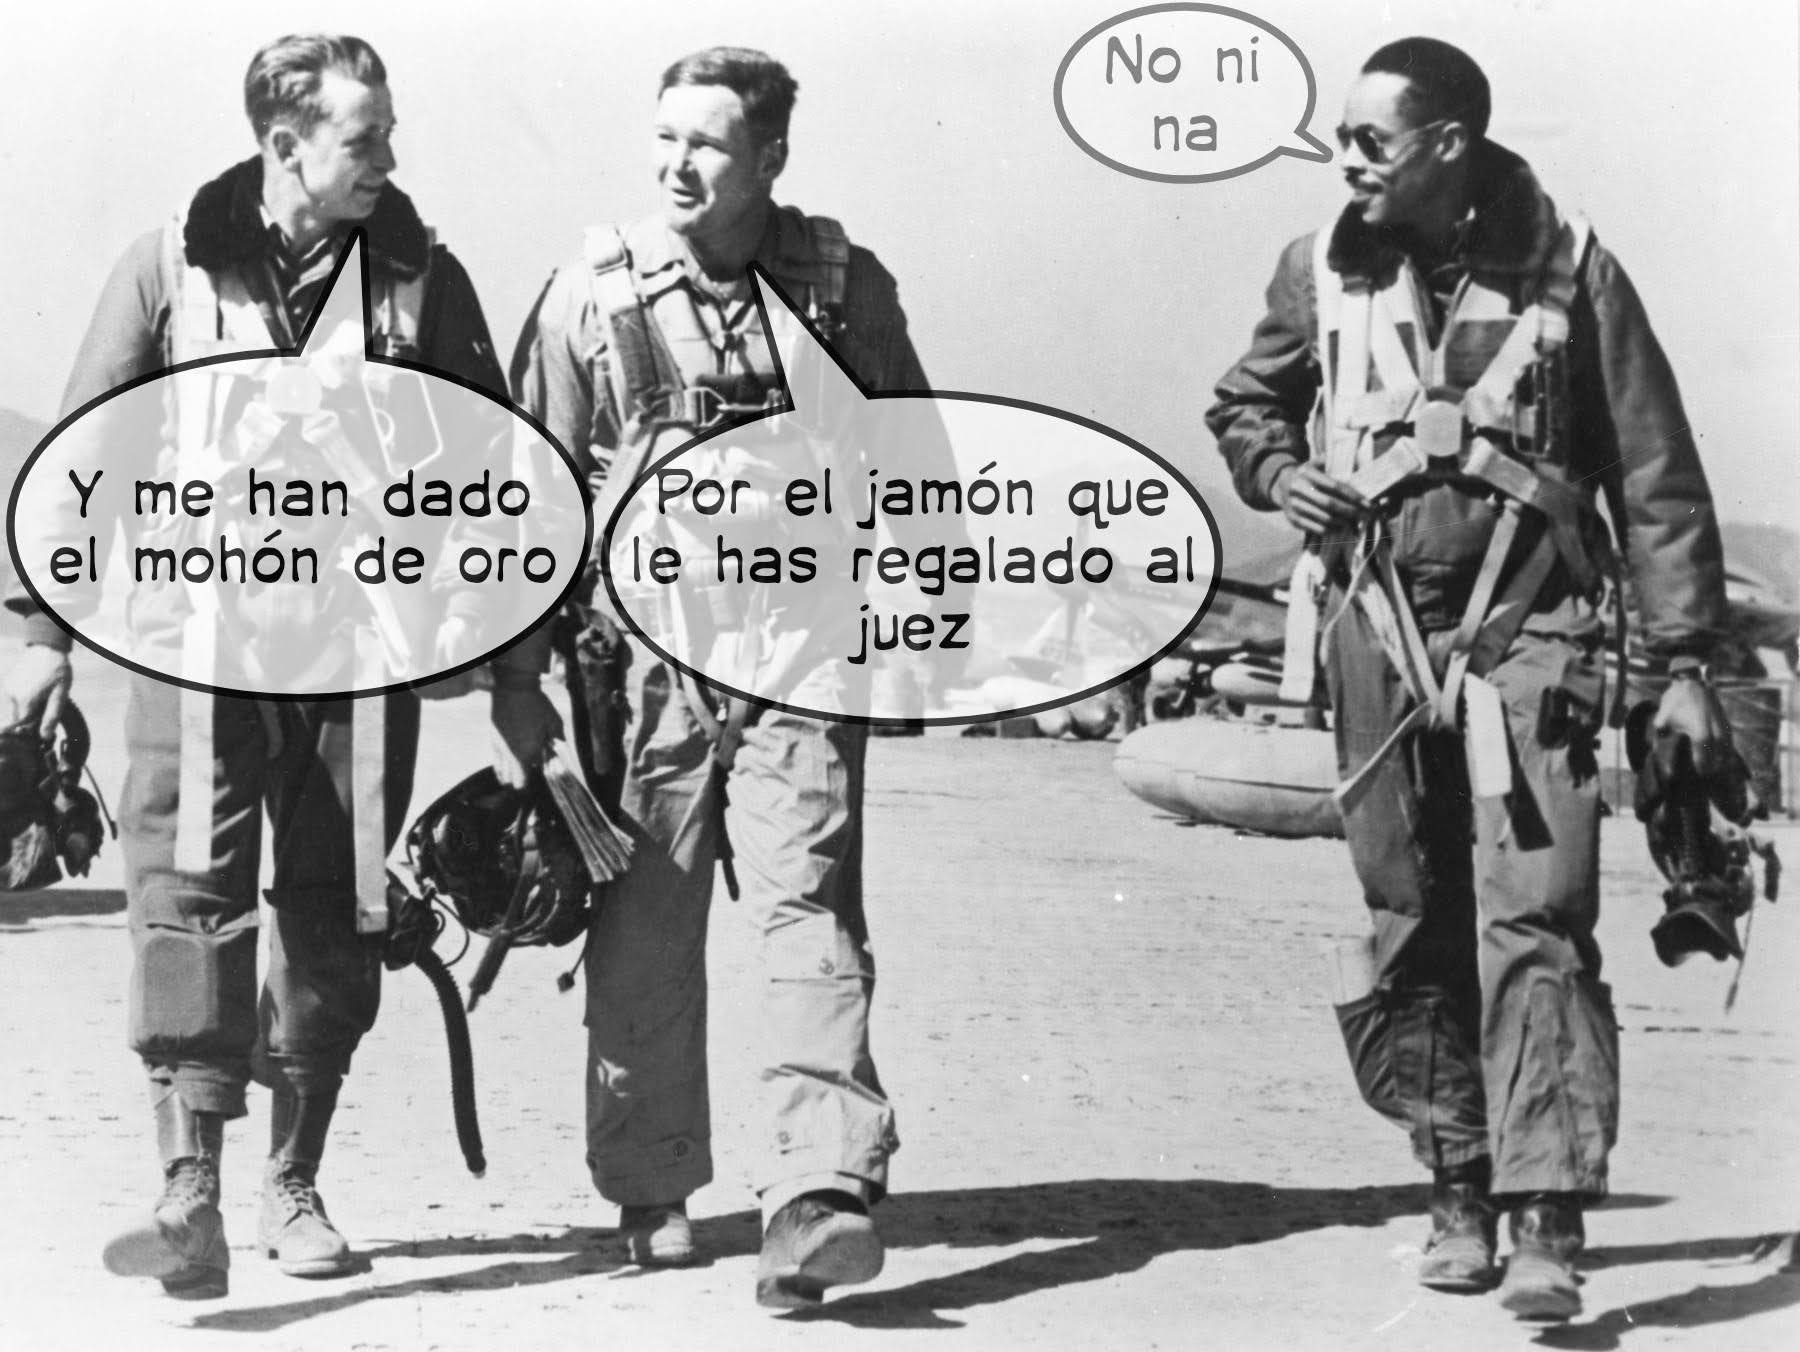 Y me han dado
el mohón de oro
Por el jamón que
le has regalado al
juez
No ni
na